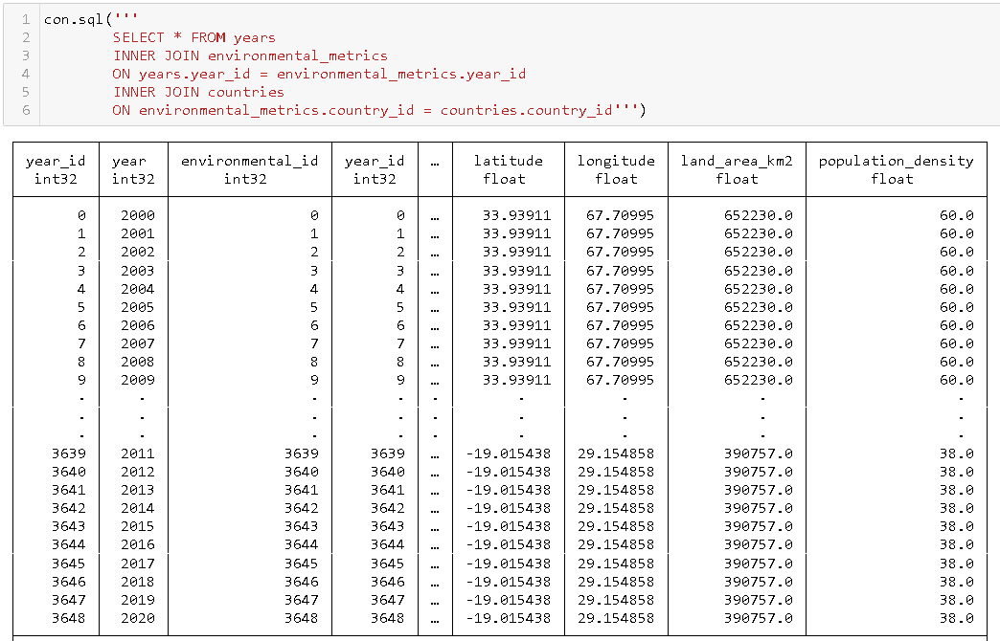 1 con.sql('''
2 SELECT * FROM years
3 INNER JOIN environmental_metrics
4 ON years.year_id = environmental_metrics.year_id
5 INNER JOIN countries
6 ON environmental_metrics.country_id = countries.country_id''')
year_id year environmental_id year_id … latitude longitude land_area_km2 population_density
int32 int32 int32 int32 float float float float
0 2000 0 0 … 33.93911 67.70995 652230.0 60.0
1 2001 1 1 … 33.93911 67.70995 652230.0 60.0
2 2002 2 2 … 33.93911 67.70995 652230.0 60.0
3 2003 3 3 … 33.93911 67.70995 652230.0 60.0
4 2004 4 4 … 33.93911 67.70995 652230.0 60.0
5 2005 5 5 … 33.93911 67.70995 652230.0 60.0
6 2006 6 6 … 33.93911 67.70995 652230.0 60.0
7 2007 7 7 … 33.93911 67.70995 652230.0 60.0
8 2008 8 8 … 33.93911 67.70995 652230.0 60.0
9 2009 9 9 … 33.93911 67.70995 652230.0 60.0
· · · · · · · · ·
· · · · · · · · ·
· · · · · · · · ·
3639 2011 3639 3639 … -19.015438 29.154858 390757.0 38.0
3640 2012 3640 3640 … -19.015438 29.154858 390757.0 38.0
3641 2013 3641 3641 … -19.015438 29.154858 390757.0 38.0
3642 2014 3642 3642 … -19.015438 29.154858 390757.0 38.0
3643 2015 3643 3643 … -19.015438 29.154858 390757.0 38.0
3644 2016 3644 3644 … -19.015438 29.154858 390757.0 38.0
3645 2017 3645 3645 … -19.015438 29.154858 390757.0 38.0
3646 2018 3646 3646 … -19.015438 29.154858 390757.0 38.0
3647 2019 3647 3647 … -19.015438 29.154858 390757.0 38.0
3648 2020 3648 3648 … -19.015438 29.154858 390757.0 38.0